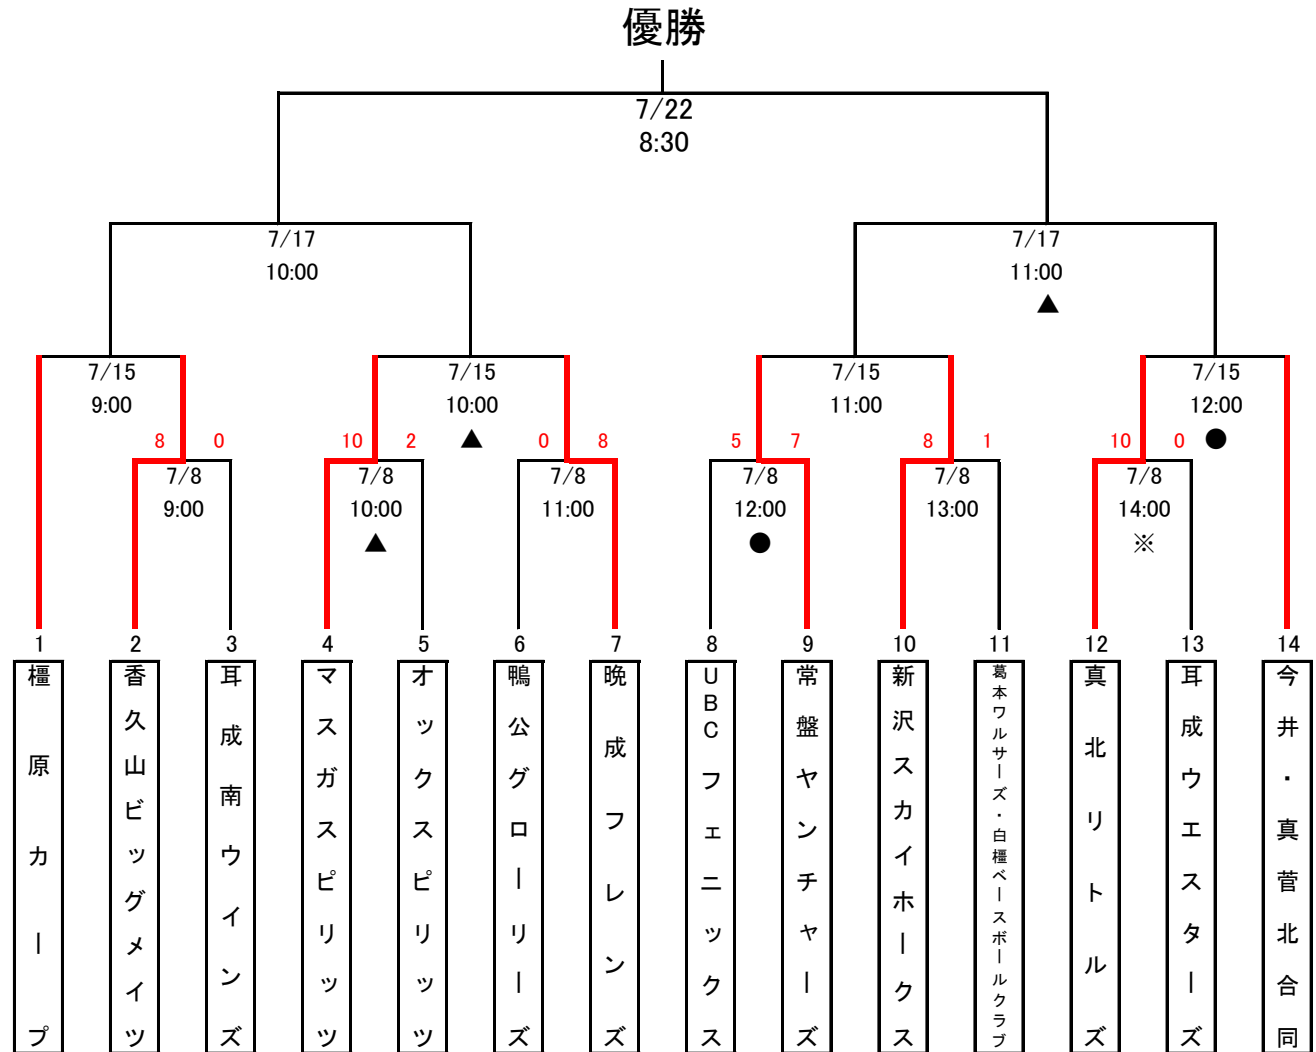 優勝
7/22
8:30
7/17
10:00
7/17
11:00
▲
7/15
9:00
7/15
10:00
▲
7/15
11:00
7/15
12:00
●
8 0
10 2
0 8
5 7
8 1
10 0
7/8
9:00
7/8
10:00
▲
7/8
11:00
7/8
12:00
●
7/8
13:00
7/8
14:00
※
1 2 3 4 5 6 7 8 9 10 11 12 13 14
橿原カープ
香久山ビッグメイツ
耳成南ウインズ
マスガスピリッツ
オックスピリッツ
鴨公グローリーズ
晩成フレンズ
UBCフェニックス
常盤ヤンチャーズ
新沢スカイホークス
葛本ワルサーズ・白橿ベースボールクラブ
真北リトルズ
耳成ウエスターズ
今井・真菅北合同